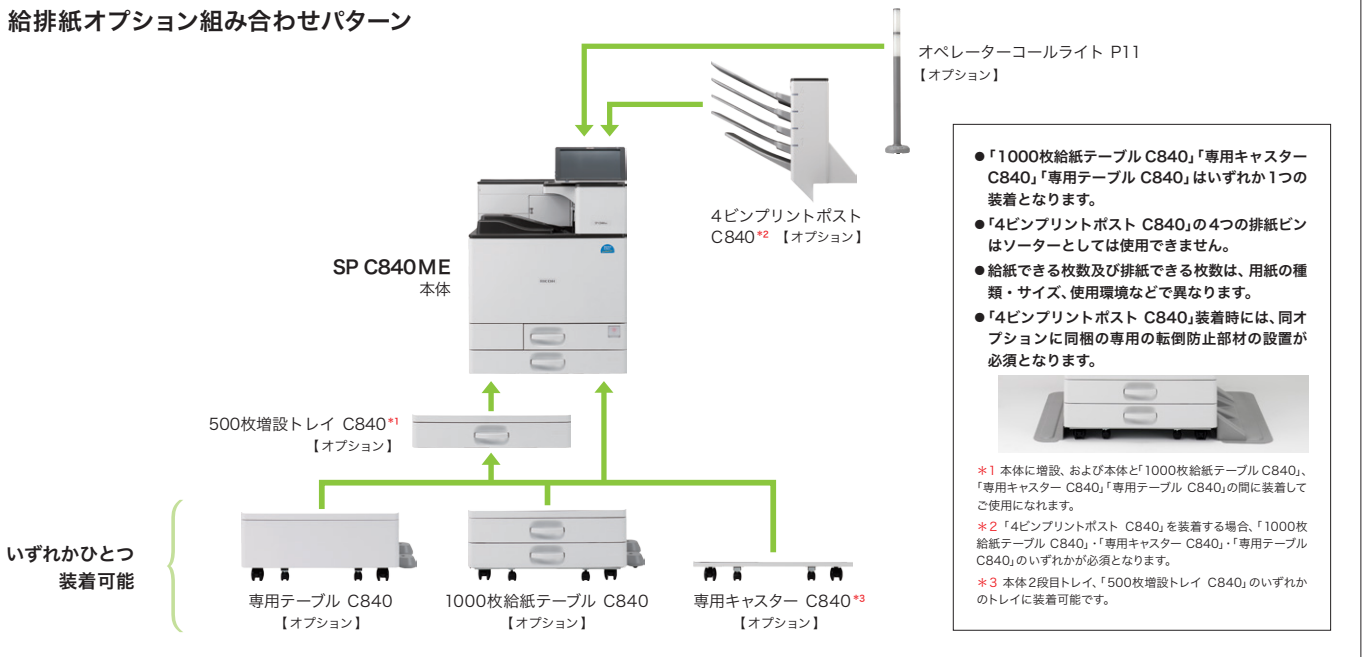 給排紙オプション組み合わせパターン
オペレーターコールライト P11
【オプション】
4ビンプリントポスト
C840*2 【オプション】
SP C840ME
本体
RICOH
500枚増設トレイ C840*1
【オプション】
いずれかひとつ
装着可能
専用テーブル C840
【オプション】
1000枚給紙テーブル C840
【オプション】
専用キャスター C840*3
【オプション】
●「1000枚給紙テーブル C840」「専用キャスター
C840」「専用テーブル C840」はいずれか1つの
装着となります。
●「4ビンプリントポスト C840」の4つの排紙ビン
はソーターとしては使用できません。
●給紙できる枚数及び排紙できる枚数は、用紙の種
類・サイズ、使用環境などで異なります。
●「4ビンプリントポスト C840」装着時には、同オ
プションに同梱の専用の転倒防止部材の設置が
必須となります。
*1 本体に増設、および本体と「1000枚給紙テーブル C840」、
「専用キャスター C840」「専用テーブル C840」の間に装着して
ご使用になれます。
*2 「4ビンプリントポスト C840」を装着する場合、「1000枚
給紙テーブル C840」・「専用キャスター C840」・「専用テーブル
C840」のいずれかが必須となります。
*3 本体2段目トレイ、「500枚増設トレイ C840」のいずれか
のトレイに装着可能です。